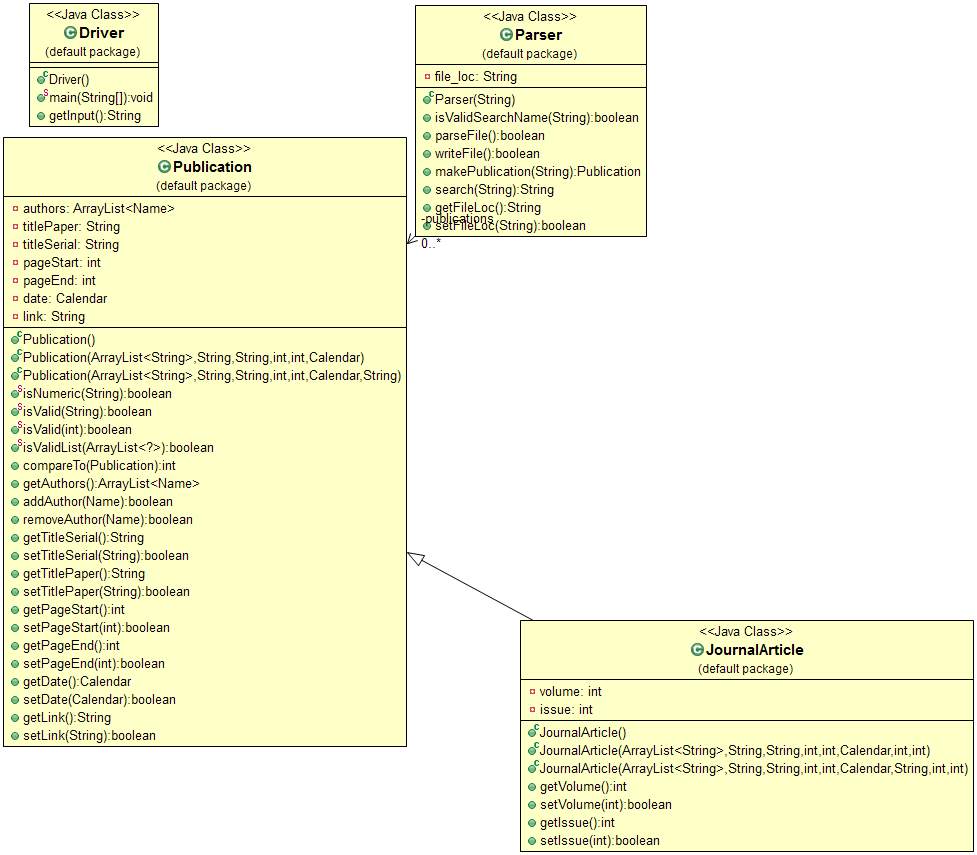 <<Java Class>>
Driver
(default package)
Driver()
main(String[]):void
getInput():String
<<Java Class>>
Parser
(default package)
file_loc: String
Parser(String)
isValidSearchName(String):boolean
parseFile():boolean
writeFile():boolean
makePublication(String):Publication
search(String):String
getFileLoc():String
setFileLoc(String):boolean
-publications
0..*
<<Java Class>>
Publication
(default package)
authors: ArrayList<Name>
titlePaper: String
titleSerial: String
pageStart: int
pageEnd: int
date: Calendar
link: String
Publication()
Publication(ArrayList<String>,String,String,int,int,Calendar)
Publication(ArrayList<String>,String,String,int,int,Calendar,String)
isNumeric(String):boolean
isValid(String):boolean
isValid(int):boolean
isValidList(ArrayList<?>):boolean
compareTo(Publication):int
getAuthors():ArrayList<Name>
addAuthor(Name):boolean
removeAuthor(Name):boolean
getTitleSerial():String
setTitleSerial(String):boolean
getTitlePaper():String
setTitlePaper(String):boolean
getPageStart():int
setPageStart(int):boolean
getPageEnd():int
setPageEnd(int):boolean
getDate():Calendar
setDate(Calendar):boolean
getLink():String
setLink(String):boolean
<<Java Class>>
JournalArticle
(default package)
volume: int
issue: int
JournalArticle()
JournalArticle(ArrayList<String>,String,String,int,int,Calendar,int,int)
JournalArticle(ArrayList<String>,String,String,int,int,Calendar,String,int,int)
getVolume():int
setVolume(int):boolean
getIssue():int
setIssue(int):boolean